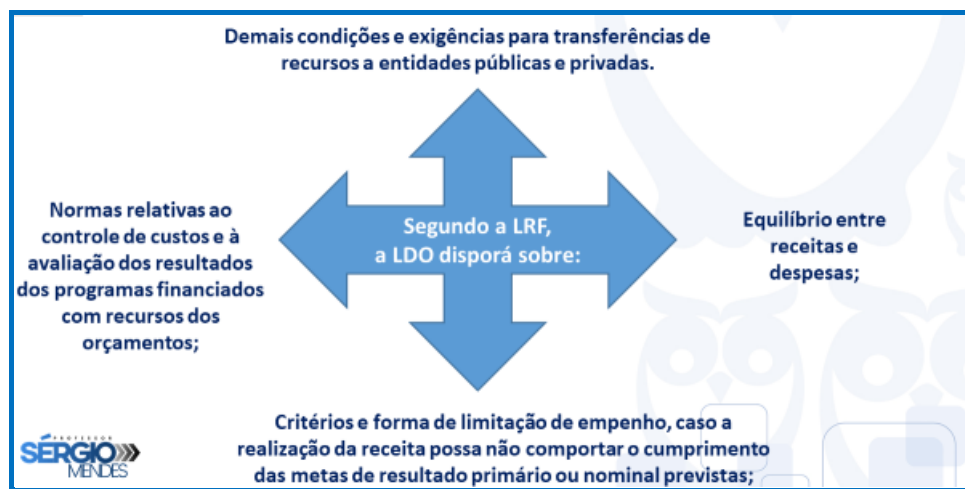 Demais condições e exigências para transferências de
recursos a entidades públicas e privadas.
Normas relativas ao
controle de custos e à
avaliação dos resultados
dos programas financiados
com recursos dos
orçamentos;
Segundo a LRF,
a LDO disporá sobre:
Equilíbrio entre
receitas e
despesas;
Critérios e forma de limitação de empenho, caso a
realização da receita possa não comportar o cumprimento
das metas de resultado primário ou nominal previstas;
PROFESSOR
SÉRGIO
MENDES